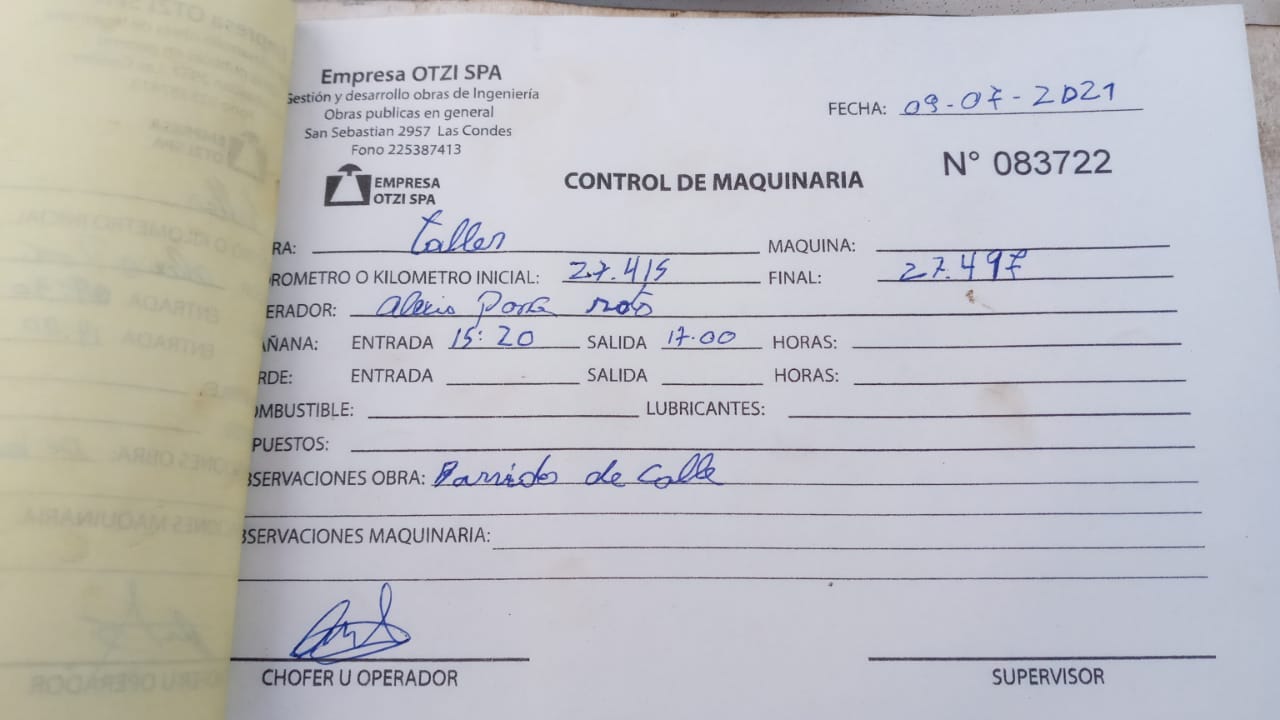 Empresa OTZI SPA
Gestión y desarrollo obras de Ingeniería
Obras publicas en general
San Sebastian 2957 Las Condes
Fono 225387413
EMPRESA
OTZI SPA
FECHA: 09-07-2021
N° 083722
CONTROL DE MAQUINARIA
RA: Taller MAQUINA:
ROMETRO O KILOMETRO INICIAL: 27.415 FINAL: 27.497
ERADOR: Alexis
AÑANA: ENTRADA 15:20 SALIDA 17.00 HORAS:
RDE: ENTRADA SALIDA HORAS:
OMBUSTIBLE: LUBRICANTES:
PUESTOS:
BSERVACIONES OBRA: Barrido de Calle
BSERVACIONES MAQUINARIA:
CHOFER U OPERADOR SUPERVISOR